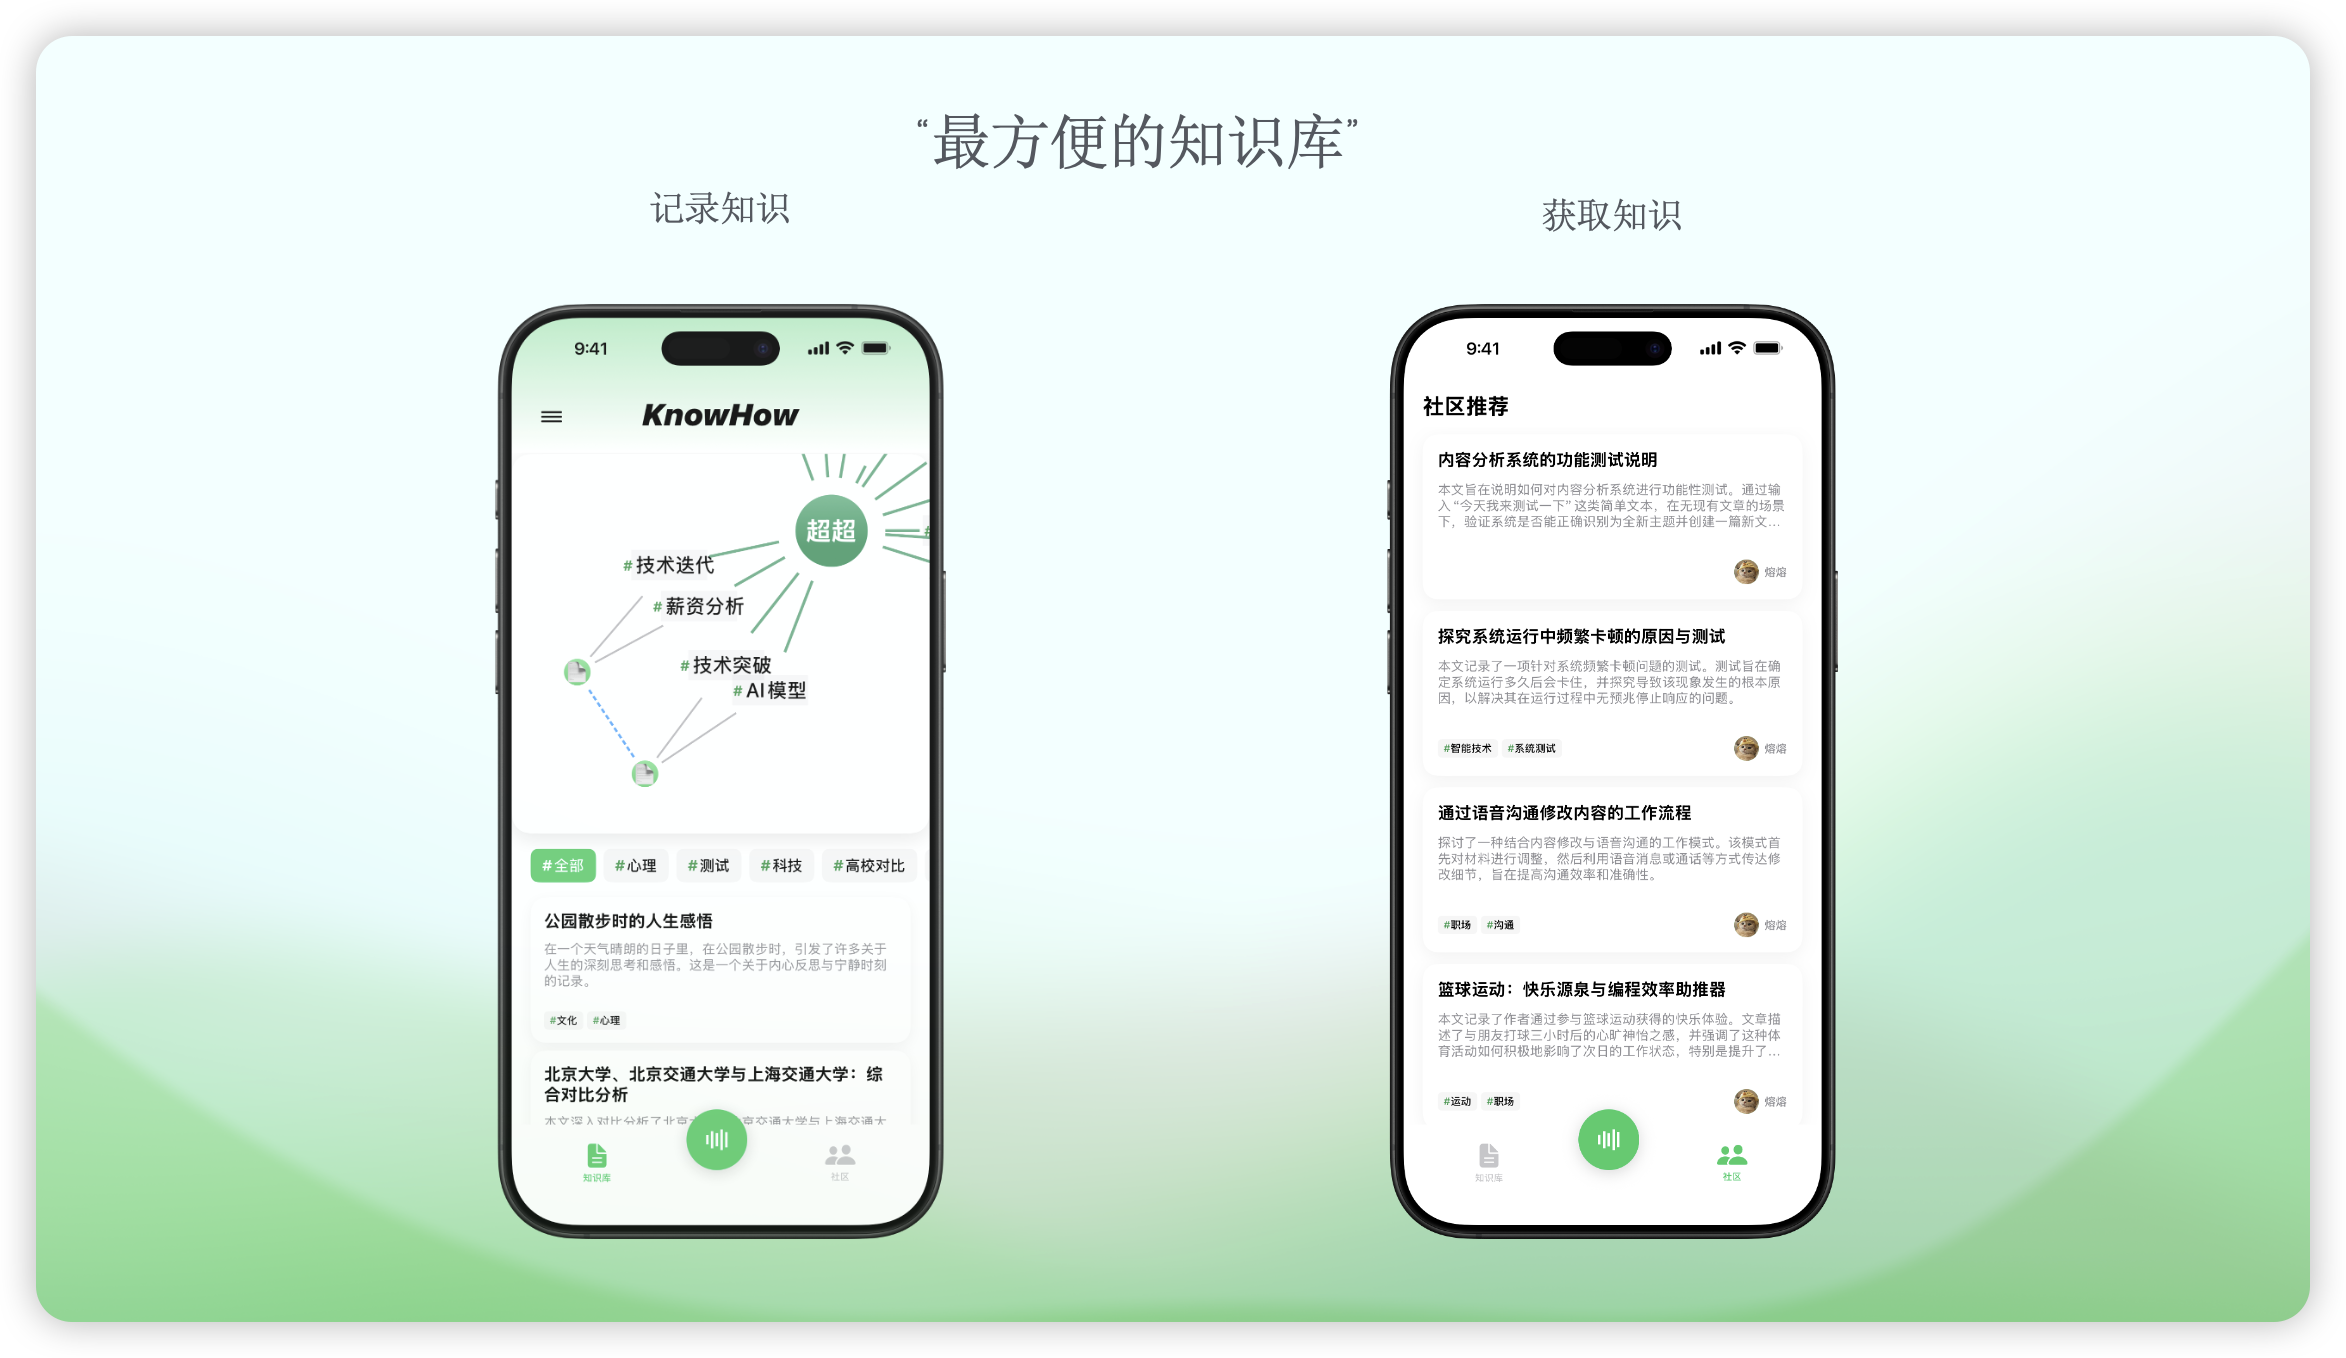 “最方便的知识库”
记录知识
获取知识
9:41
KnowHow
超超
#
#技术迭代
#薪资分析
#技术突破
#AI模型
#全部 #心理 #测试 #科技 #高校对比
公园散步时的人生感悟
在一个天气晴朗的日子里，在公园散步时，引发了许多关于
人生的深刻思考和感悟。这是一个关于内心反思与宁静时刻
的记录。
#文化 #心理
北京大学、北京交通大学与上海交通大学：综
合对比分析
本文深入对比分析了北京 京交通大学与上海交通大
知识库
社区
9:41
社区推荐
内容分析系统的功能测试说明
本文旨在说明如何对内容分析系统进行功能性测试。通过输
入“今天我来测试一下”这类简单文本，在无现有文章的场景
下，验证系统是否能正确识别为全新主题并创建一篇新文...
熔熔
探究系统运行中频繁卡顿的原因与测试
本文记录了一项针对系统频繁卡顿问题的测试。测试旨在确
定系统运行多久后会卡住，并探究导致该现象发生的根本原
因，以解决其在运行过程中无预兆停止响应的问题。
#智能技术 #系统测试
熔熔
通过语音沟通修改内容的工作流程
探讨了一种结合内容修改与语音沟通的工作模式。该模式首
先对材料进行调整，然后利用语音消息或通话等方式传达修
改细节，旨在提高沟通效率和准确性。
#职场 #沟通
熔熔
篮球运动：快乐源泉与编程效率助推器
本文记录了作者通过参与篮球运动获得的快乐体验。文章描
述了与朋友打球三小时后的心旷神怡之感，并强调了这种体
育活动如何积极地影响了次日的工作状态，特别是提升了...
#运动 #职场
熔熔
知识库
社区